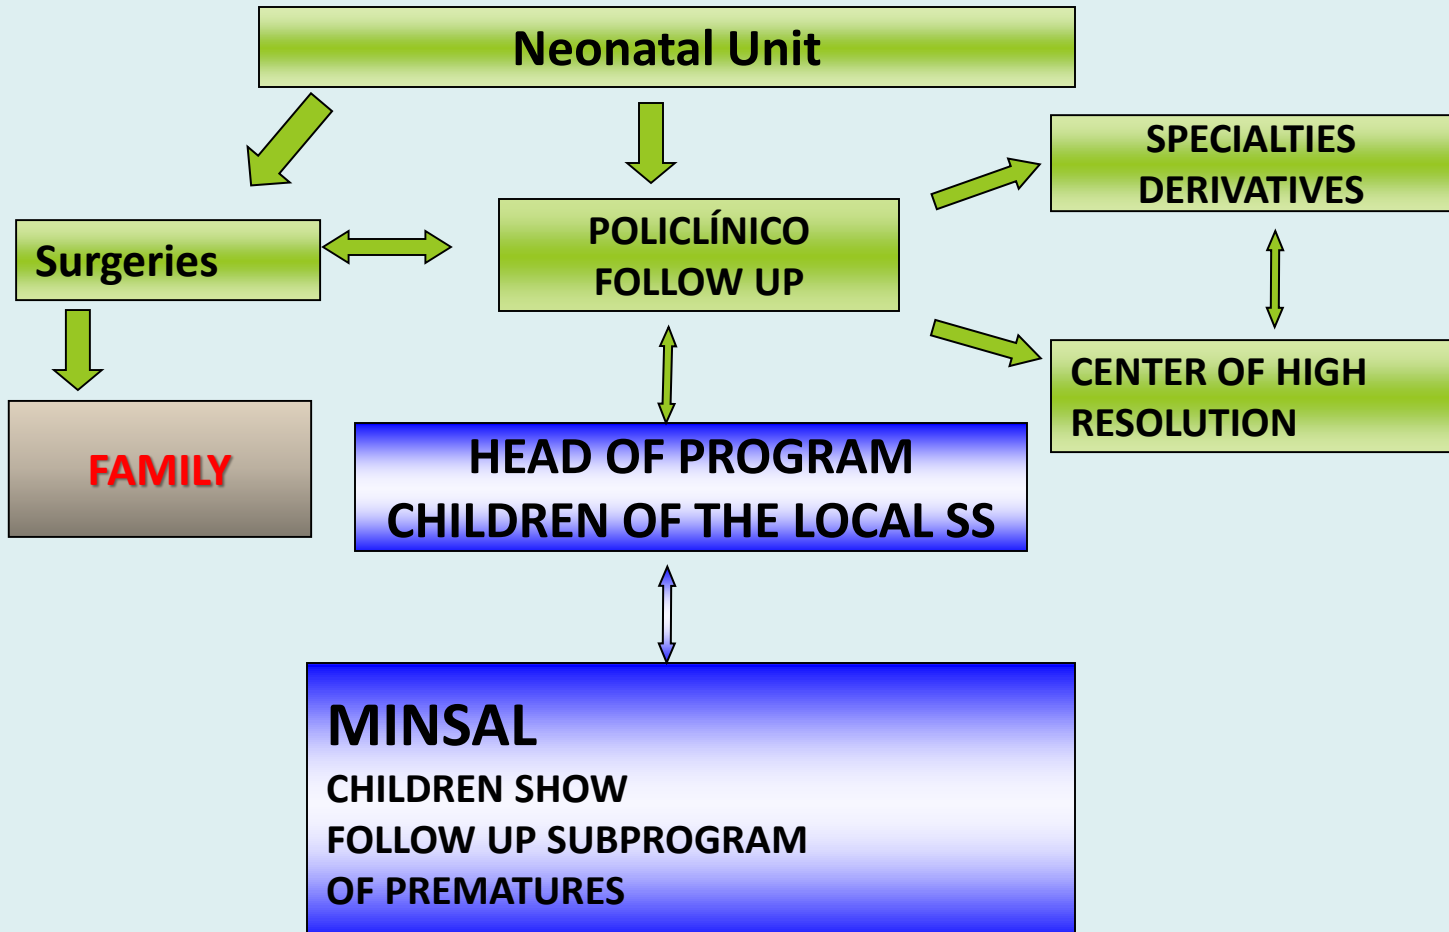 Neonatal Unit
SPECIALTIES
DERIVATIVES
Surgeries
POLICLÍNICO
FOLLOW UP
CENTER OF HIGH
RESOLUTION
FAMILY
HEAD OF PROGRAM
CHILDREN OF THE LOCAL SS
MINSAL
CHILDREN SHOW
FOLLOW UP SUBPROGRAM
OF PREMATURES